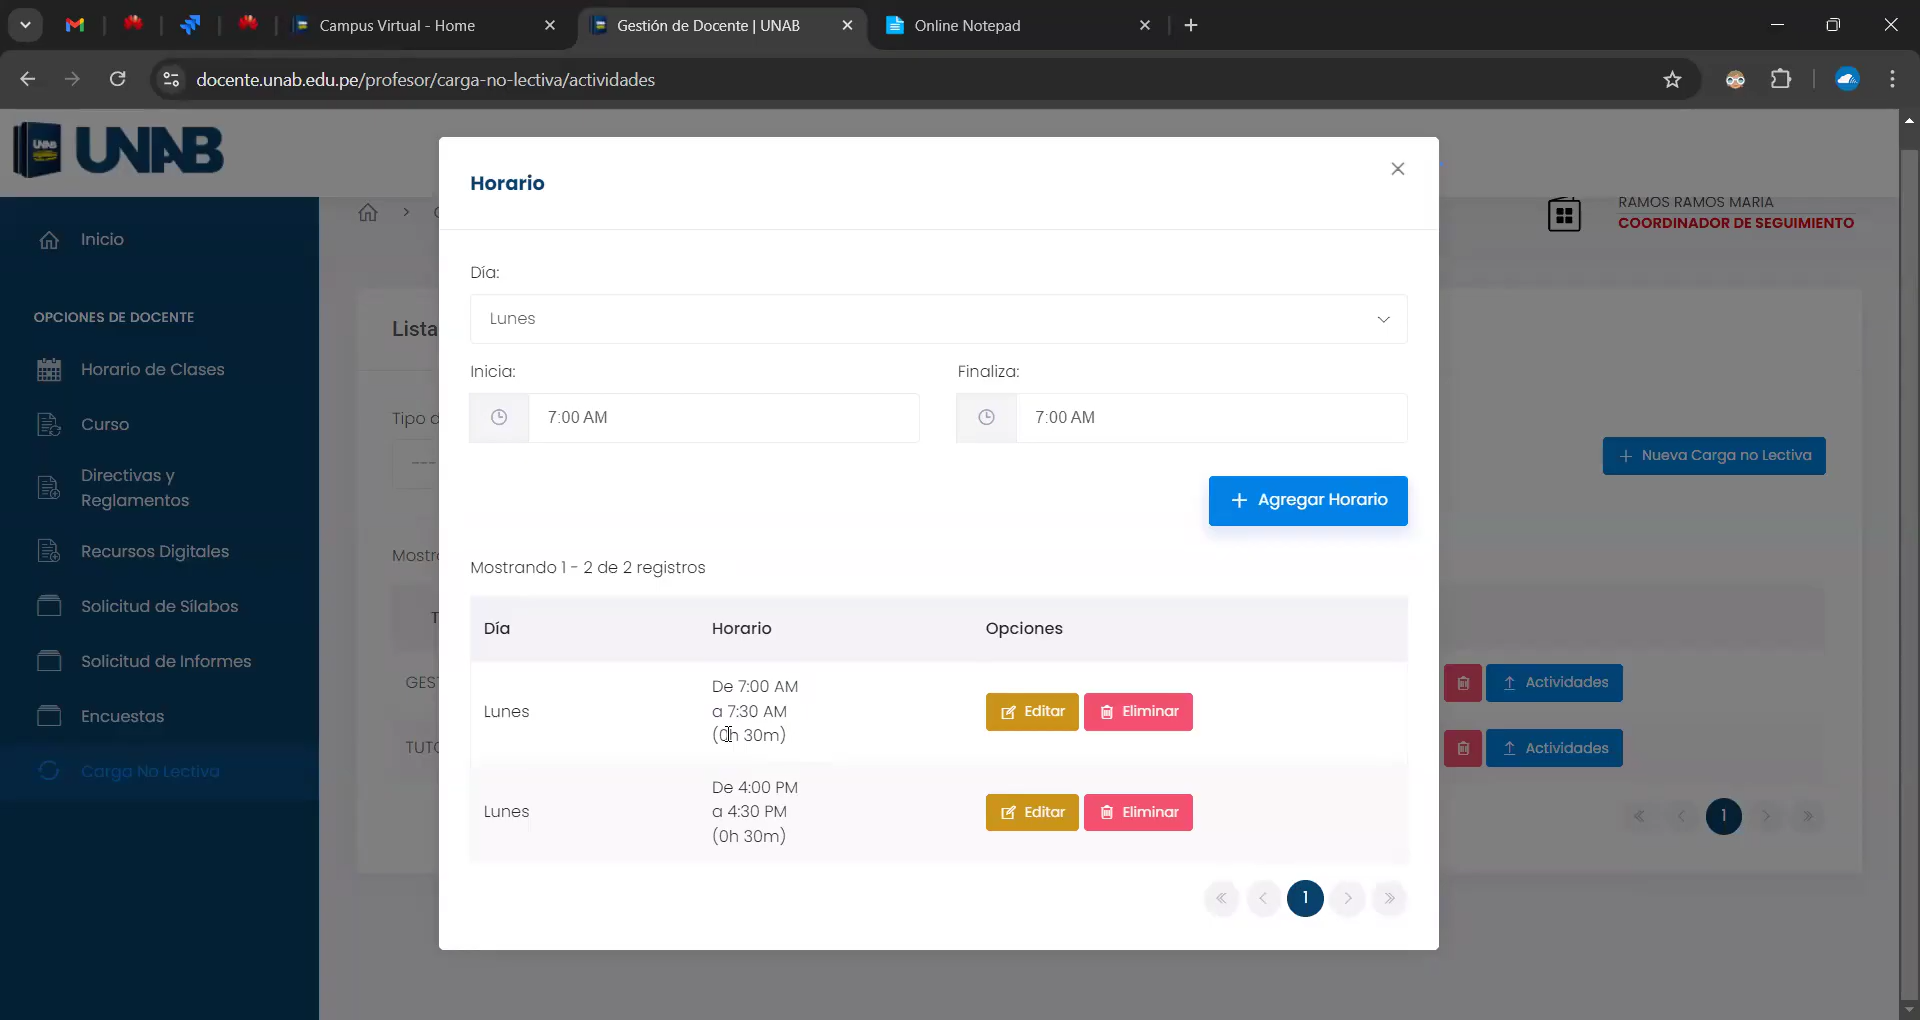 Campus Virtual - Home
Gestión de Docente | UNAB
Online Notepad
docente.unab.edu.pe/profesor/carga-no-lectiva/actividades
UNAB
UNAB
Horario
RAMOS RAMOS MARIA
COORDINADOR DE SEGUIMIENTO
Inicio
OPCIONES DE DOCENTE
Horario de Clases
Curso
Directivas y
Reglamentos
Recursos Digitales
Solicitud de Sílabos
Solicitud de Informes
Encuestas
Carga No Lectiva
Lista
Tipo d
---
Mostr
T
GEST
TUTO
Día:
Lunes
Inicia:
Finaliza:
7:00 AM
7:00 AM
+ Agregar Horario
Mostrando 1 - 2 de 2 registros
Día Horario Opciones
Lunes
De 7:00 AM
a 7:30 AM
(0h 30m)
Editar
Eliminar
Lunes
De 4:00 PM
a 4:30 PM
(0h 30m)
Editar
Eliminar
« ‹ 1 › »
+ Nueva Carga no Lectiva
Actividades
Actividades
« ‹ 1 › »